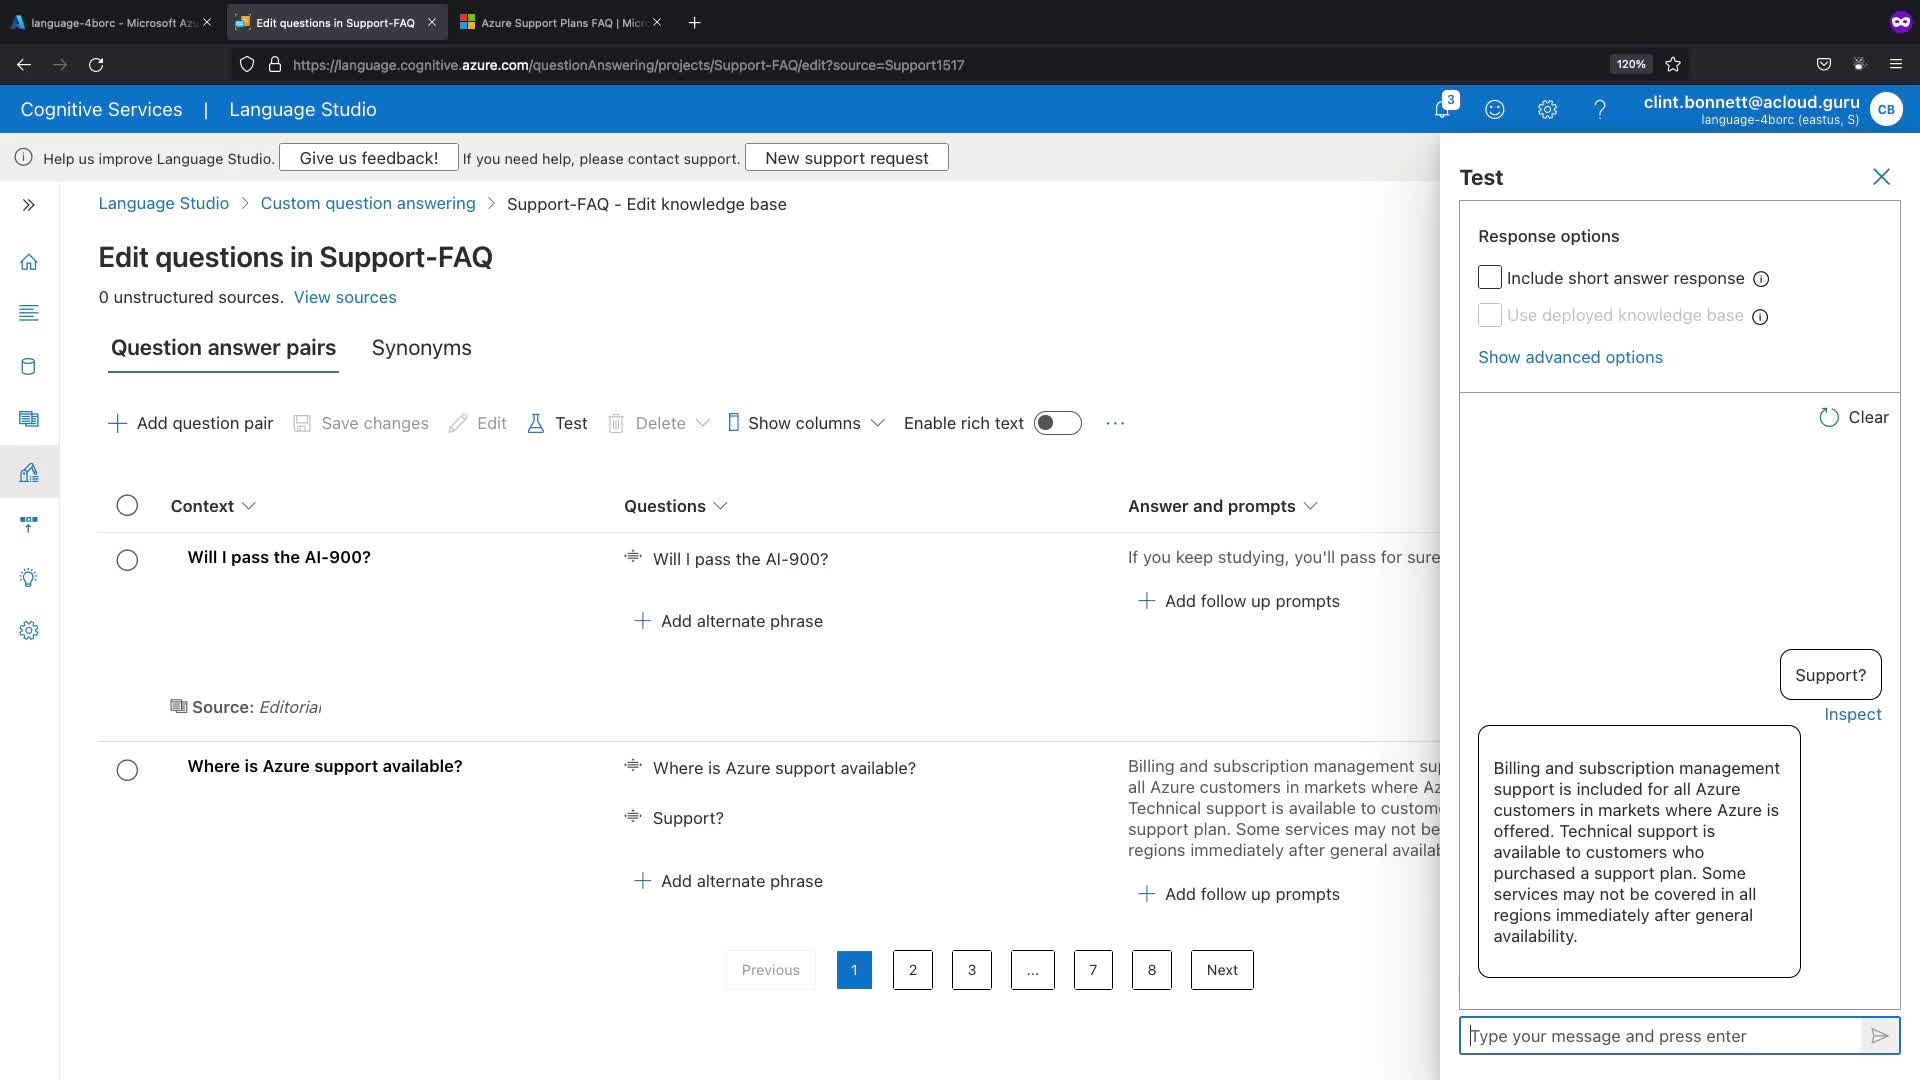 language-4borc - Microsoft Az
Edit questions in Support-FAQ
Azure Support Plans FAQ | Micr
https://language.cognitive.azure.com/questionAnswering/projects/Support-FAQ/edit?source=Support1517
120%
Cognitive Services | Language Studio
3
clint.bonnett@acloud.guru
language-4borc (eastus, S)
CB
Help us improve Language Studio. Give us feedback! If you need help, please contact support. New support request
Language Studio > Custom question answering > Support-FAQ - Edit knowledge base
Edit questions in Support-FAQ
0 unstructured sources. View sources
Question answer pairs Synonyms
Add question pair Save changes Edit Test Delete Show columns Enable rich text ...
Context Questions Answer and prompts
Will I pass the AI-900? Will I pass the AI-900? If you keep studying, you'll pass for sure
Add follow up prompts
Add alternate phrase
Source: Editorial
Where is Azure support available? Where is Azure support available?
Support?
Add alternate phrase
Billing and subscription management su
all Azure customers in markets where Az
Technical support is available to custom
support plan. Some services may not be
regions immediately after general availab
Add follow up prompts
Previous 1 2 3 ... 7 8 Next
Test
Response options
Include short answer response
Use deployed knowledge base
Show advanced options
Clear
Support?
Inspect
Billing and subscription management
support is included for all Azure
customers in markets where Azure is
offered. Technical support is
available to customers who
purchased a support plan. Some
services may not be covered in all
regions immediately after general
availability.
Type your message and press enter